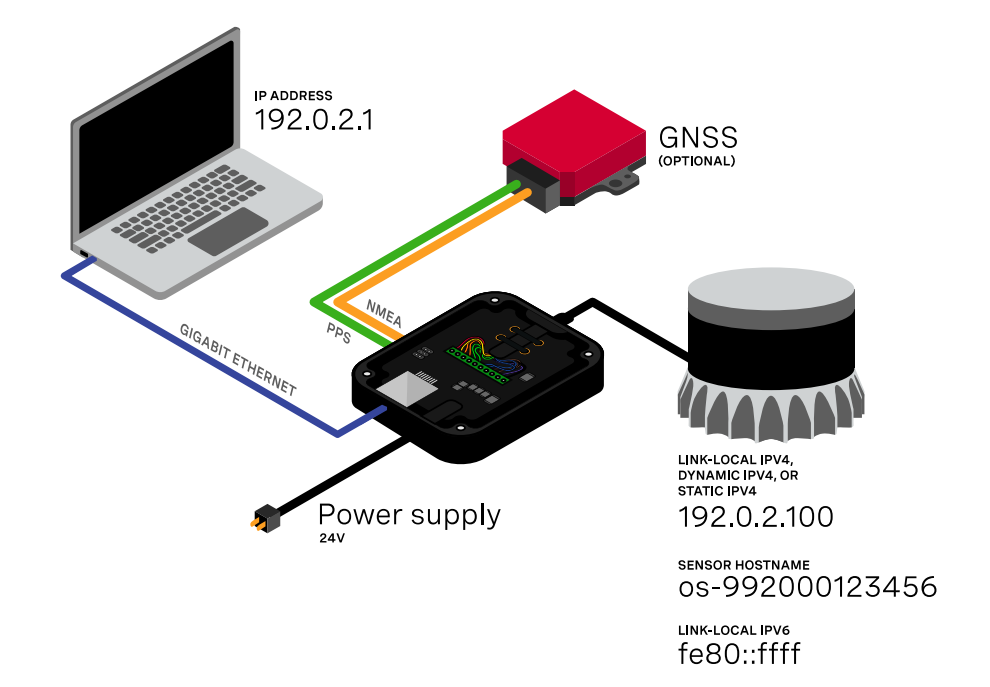 IP ADDRESS
192.0.2.1
GNSS
(OPTIONAL)
NMEA
PPS
GIGABIT ETHERNET
Power supply
24V
LINK-LOCAL IPV4,
DYNAMIC IPV4, OR
STATIC IPV4
192.0.2.100
SENSOR HOSTNAME
os-992000123456
LINK-LOCAL IPV6
fe80::ffff